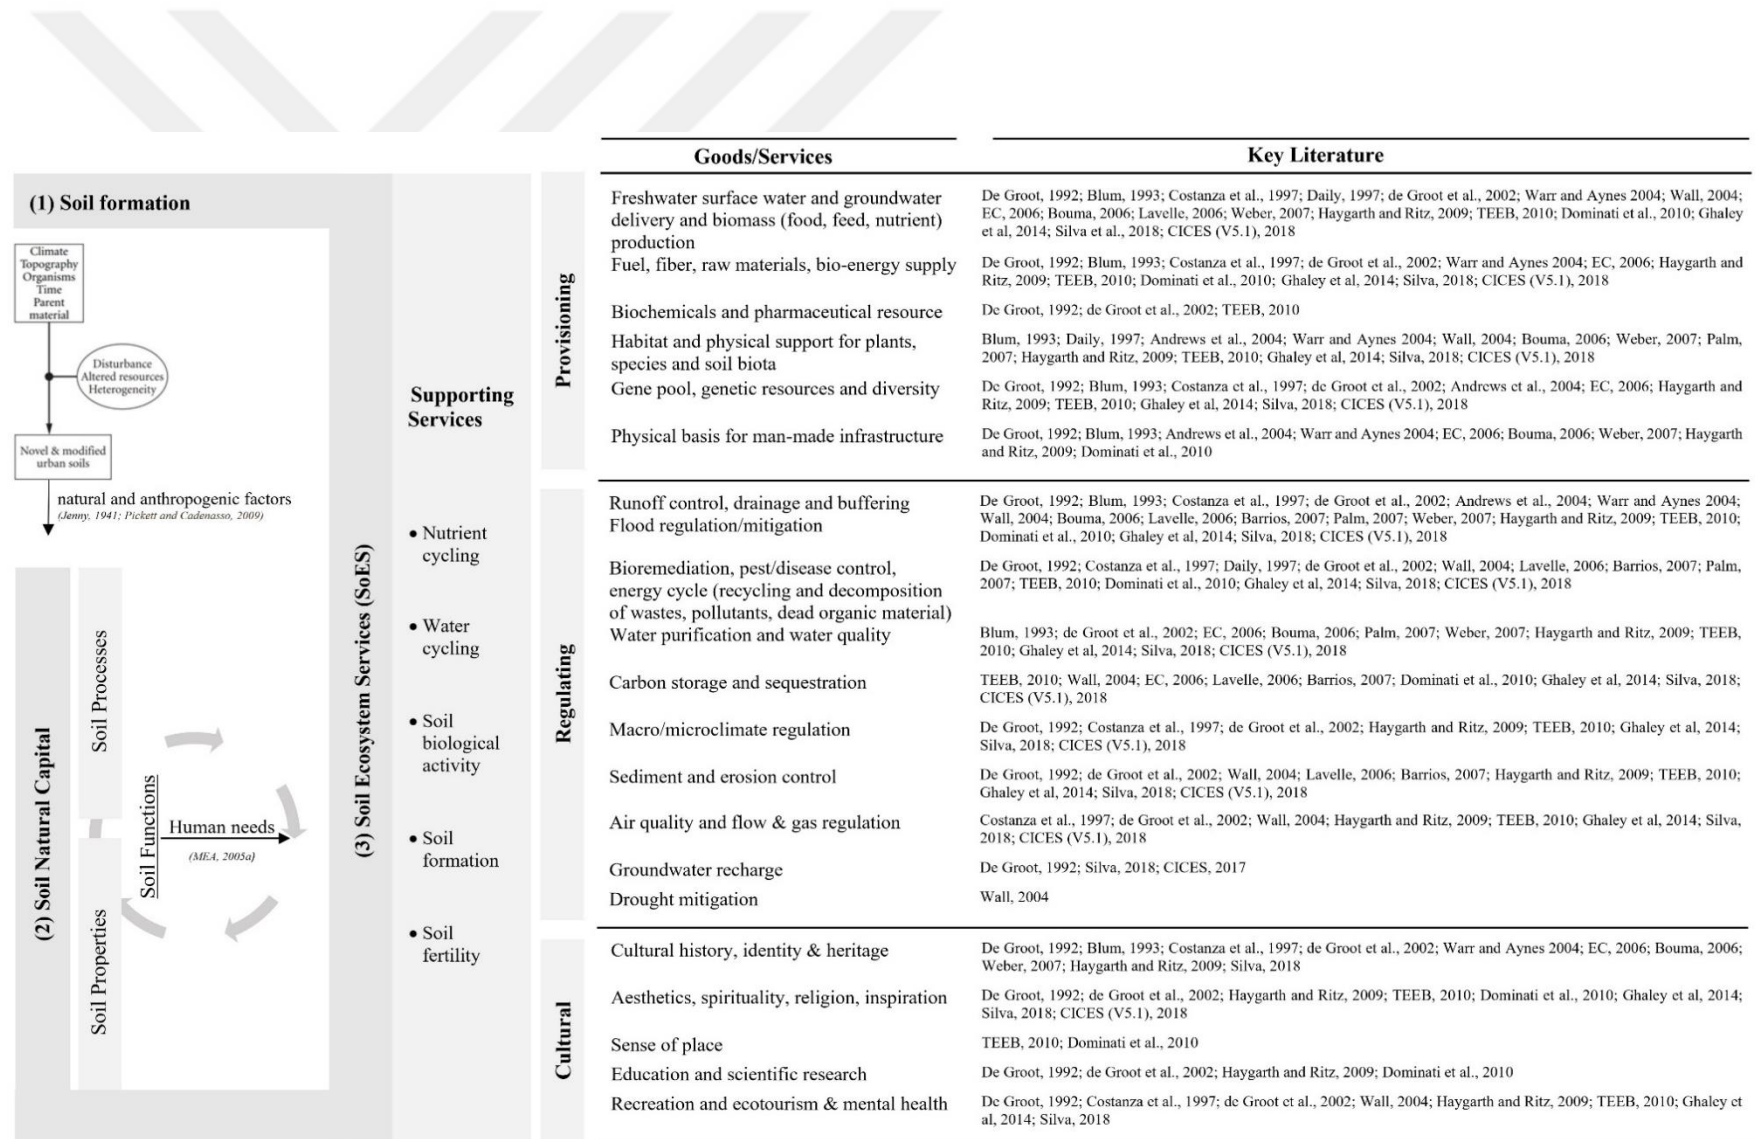 (1) Soil formation
Climate
Topography
Organisms
Time
Parent
material
Disturbance
Altered resources
Heterogeneity
Novel & modified
urban soils
natural and anthropogenic factors
(Jenny, 1941; Pickett and Cadenasso, 2009)
(2) Soil Natural Capital
Soil Processes
Soil Properties
Soil Functions
Human needs
(MEA, 2005a)
(3) Soil Ecosystem Services (SoES)
Supporting
Services
• Nutrient
cycling
• Water
cycling
• Soil
biological
activity
• Soil
formation
• Soil
fertility
Goods/Services
Key Literature
Provisioning
Freshwater surface water and groundwater
delivery and biomass (food, feed, nutrient)
production
De Groot, 1992; Blum, 1993; Costanza et al., 1997; Daily, 1997; de Groot et al., 2002; Warr and Aynes 2004; Wall, 2004;
EC, 2006; Bouma, 2006; Lavelle, 2006; Weber, 2007; Haygarth and Ritz, 2009; TEEB, 2010; Dominati et al., 2010; Ghaley
et al, 2014; Silva et al., 2018; CICES (V5.1), 2018
Fuel, fiber, raw materials, bio-energy supply
De Groot, 1992; Blum, 1993; Costanza et al., 1997; de Groot et al., 2002; Warr and Aynes 2004; EC, 2006; Haygarth and
Ritz, 2009; TEEB, 2010; Dominati et al., 2010; Ghaley et al, 2014; Silva, 2018; CICES (V5.1), 2018
Biochemicals and pharmaceutical resource
De Groot, 1992; de Groot et al., 2002; TEEB, 2010
Habitat and physical support for plants,
species and soil biota
Blum, 1993; Daily, 1997; Andrews et al., 2004; Warr and Aynes 2004; Wall, 2004; Bouma, 2006; Weber, 2007; Palm,
2007; Haygarth and Ritz, 2009; TEEB, 2010; Ghaley et al, 2014; Silva, 2018; CICES (V5.1), 2018
Gene pool, genetic resources and diversity
De Groot, 1992; Blum, 1993; Costanza et al., 1997; de Groot et al., 2002; Andrews et al., 2004; EC, 2006; Haygarth and
Ritz, 2009; TEEB, 2010; Ghaley et al, 2014; Silva, 2018; CICES (V5.1), 2018
Physical basis for man-made infrastructure
De Groot, 1992; Blum, 1993; Andrews et al., 2004; Warr and Aynes 2004; EC, 2006; Bouma, 2006; Weber, 2007; Haygarth
and Ritz, 2009; Dominati et al., 2010
Regulating
Runoff control, drainage and buffering
Flood regulation/mitigation
De Groot, 1992; Blum, 1993; Costanza et al., 1997; de Groot et al., 2002; Andrews et al., 2004; Warr and Aynes 2004;
Wall, 2004; Bouma, 2006; Lavelle, 2006; Barrios, 2007; Palm, 2007; Weber, 2007; Haygarth and Ritz, 2009; TEEB, 2010;
Dominati et al., 2010; Ghaley et al, 2014; Silva, 2018; CICES (V5.1), 2018
Bioremediation, pest/disease control,
energy cycle (recycling and decomposition
of wastes, pollutants, dead organic material)
De Groot, 1992; Costanza et al., 1997; Daily, 1997; de Groot et al., 2002; Wall, 2004; Lavelle, 2006; Barrios, 2007; Palm,
2007; TEEB, 2010; Dominati et al., 2010; Ghaley et al, 2014; Silva, 2018; CICES (V5.1), 2018
Water purification and water quality
Blum, 1993; de Groot et al., 2002; EC, 2006; Bouma, 2006; Palm, 2007; Weber, 2007; Haygarth and Ritz, 2009; TEEB,
2010; Ghaley et al, 2014; Silva, 2018; CICES (V5.1), 2018
Carbon storage and sequestration
TEEB, 2010; Wall, 2004; EC, 2006; Lavelle, 2006; Barrios, 2007; Dominati et al., 2010; Ghaley et al, 2014; Silva, 2018;
CICES (V5.1), 2018
Macro/microclimate regulation
De Groot, 1992; Costanza et al., 1997; de Groot et al., 2002; Haygarth and Ritz, 2009; TEEB, 2010; Ghaley et al, 2014;
Silva, 2018; CICES (V5.1), 2018
Sediment and erosion control
De Groot, 1992; de Groot et al., 2002; Wall, 2004; Lavelle, 2006; Barrios, 2007; Haygarth and Ritz, 2009; TEEB, 2010;
Ghaley et al, 2014; Silva, 2018; CICES (V5.1), 2018
Air quality and flow & gas regulation
Costanza et al., 1997; de Groot et al., 2002; Wall, 2004; Haygarth and Ritz, 2009; TEEB, 2010; Ghaley et al, 2014; Silva,
2018; CICES (V5.1), 2018
Groundwater recharge
De Groot, 1992; Silva, 2018; CICES, 2017
Drought mitigation
Wall, 2004
Cultural
Cultural history, identity & heritage
De Groot, 1992; Blum, 1993; Costanza et al., 1997; de Groot et al., 2002; Warr and Aynes 2004; EC, 2006; Bouma, 2006;
Weber, 2007; Haygarth and Ritz, 2009; Silva, 2018
Aesthetics, spirituality, religion, inspiration
De Groot, 1992; de Groot et al., 2002; Haygarth and Ritz, 2009; TEEB, 2010; Dominati et al., 2010; Ghaley et al, 2014;
Silva, 2018; CICES (V5.1), 2018
Sense of place
TEEB, 2010; Dominati et al., 2010
Education and scientific research
De Groot, 1992; de Groot et al., 2002; Haygarth and Ritz, 2009; Dominati et al., 2010
Recreation and ecotourism & mental health
De Groot, 1992; Costanza et al., 1997; de Groot et al., 2002; Wall, 2004; Haygarth and Ritz, 2009; TEEB, 2010; Ghaley et
al, 2014; Silva, 2018